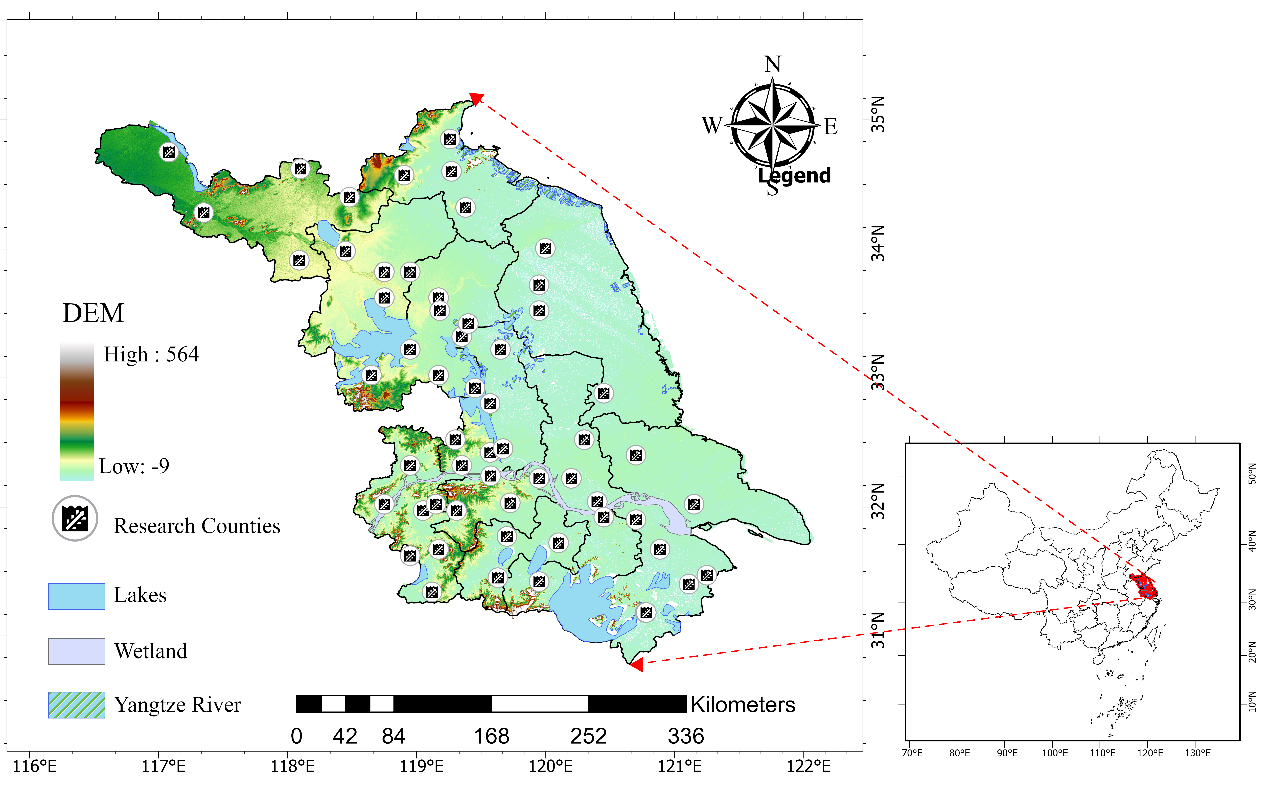 N
W
E
S
Legend
35°N
34°N
33°N
32°N
31°N
DEM
High : 564
Low: -9
Research Counties
Lakes
Wetland
Yangtze River
Kilometers
0 42 84 168 252 336
116°E 117°E 118°E 119°E 120°E 121°E 122°E
50°N
40°N
30°N
20°N
10°N
70°E 80°E 90°E 100°E 110°E 120°E 130°E